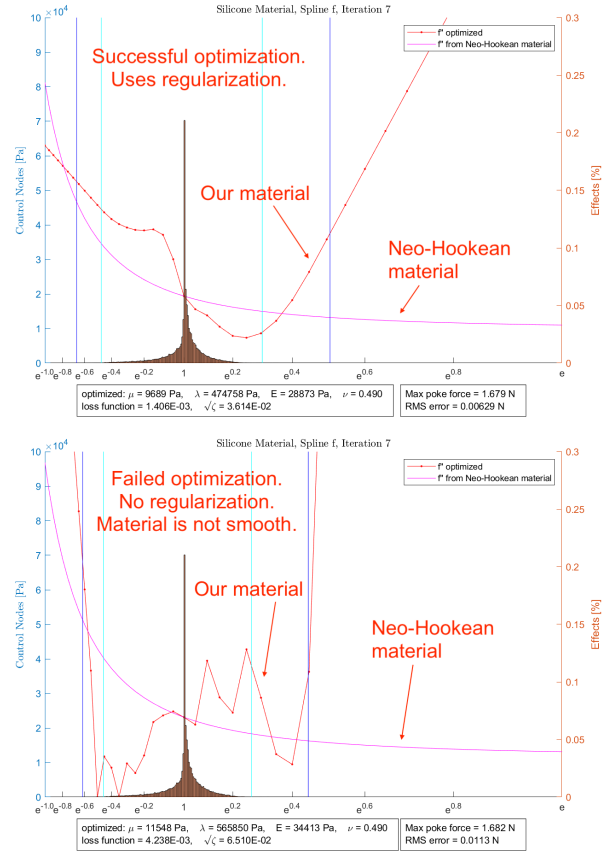 Silicone Material, Spline f, Iteration 7
×10⁴
10
9
8
7
6
5
4
3
2
1
0
Control Nodes [Pa]
0.3
0.25
0.2
0.15
0.1
0.05
0
Effects [%]
f'' optimized
f'' from Neo-Hookean material
Successful optimization.
Uses regularization.
Our material
Neo-Hookean
material
e^-1.0 e^-0.8 e^-0.6 e^-0.4 e^-0.2 1 e^0.2 e^0.4 e^0.6 e^0.8 e
optimized: μ = 9689 Pa, λ = 474758 Pa, E = 28873 Pa, ν = 0.490
loss function = 1.406E-03, √ζ = 3.614E-02
Max poke force = 1.679 N
RMS error = 0.00629 N
Silicone Material, Spline f, Iteration 7
×10⁴
10
9
8
7
6
5
4
3
2
1
0
Control Nodes [Pa]
0.3
0.25
0.2
0.15
0.1
0.05
0
Effects [%]
f'' optimized
f'' from Neo-Hookean material
Failed optimization.
No regularization.
Material is not smooth.
Our material
Neo-Hookean
material
e^-1.0 e^-0.8 e^-0.6 e^-0.4 e^-0.2 1 e^0.2 e^0.4 e^0.6 e^0.8 e
optimized: μ = 11548 Pa, λ = 565850 Pa, E = 34413 Pa, ν = 0.490
loss function = 4.238E-03, √ζ = 6.510E-02
Max poke force = 1.682 N
RMS error = 0.0113 N